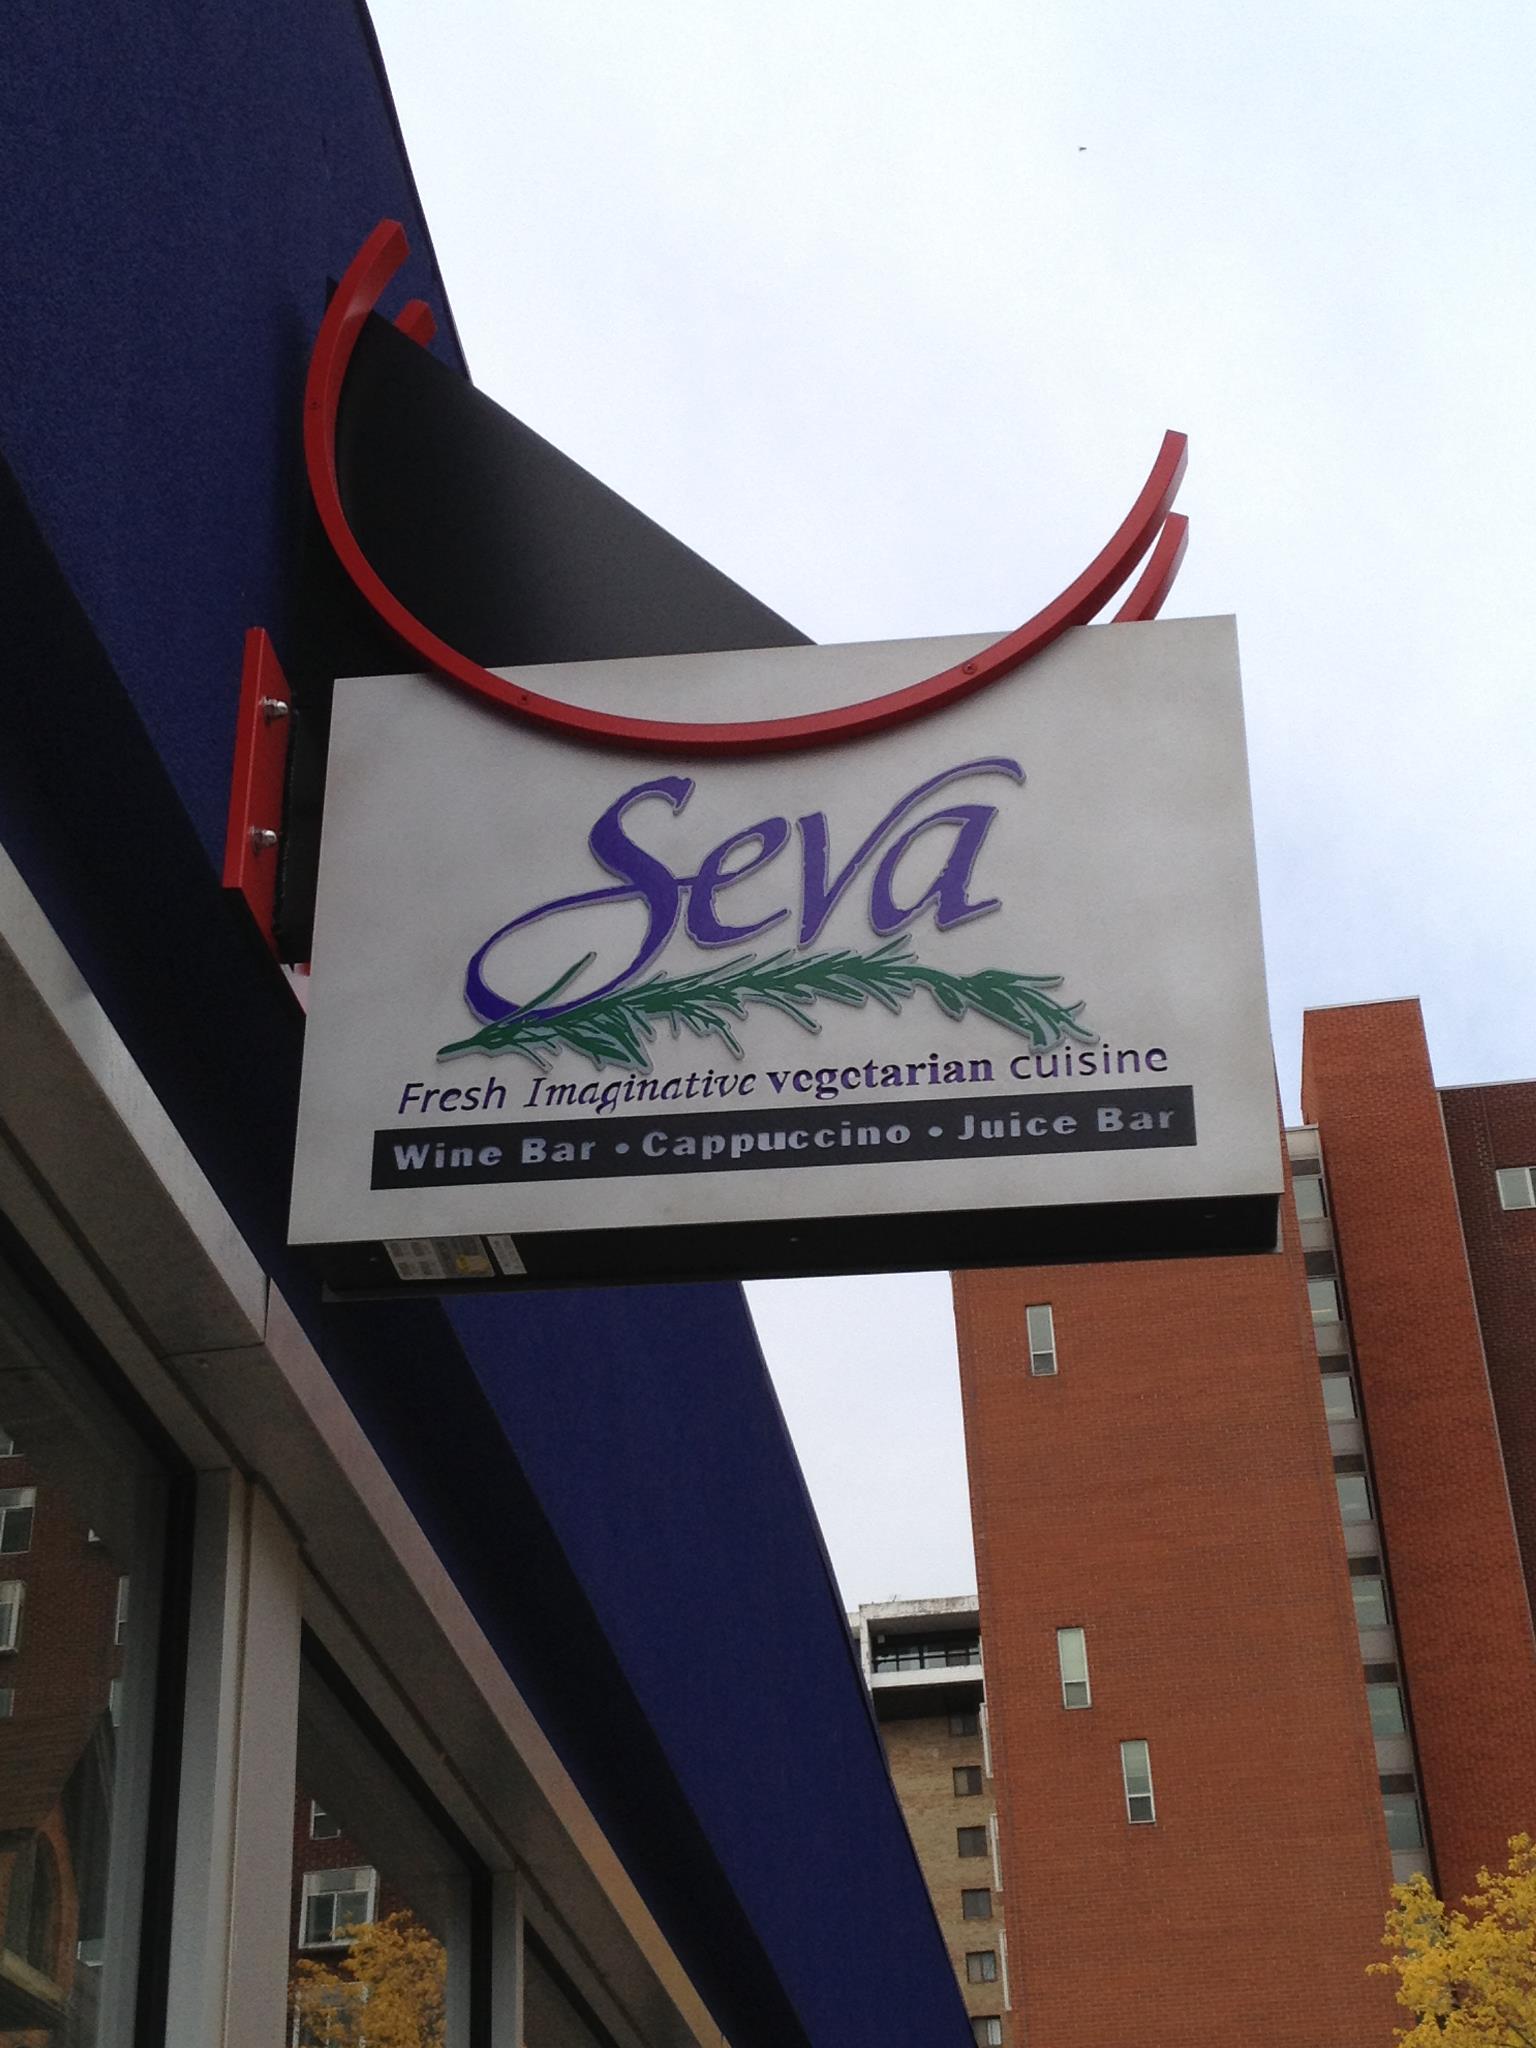 Seva
Fresh Imaginative vegetarian cuisine
Wine Bar • Cappuccino • Juice Bar